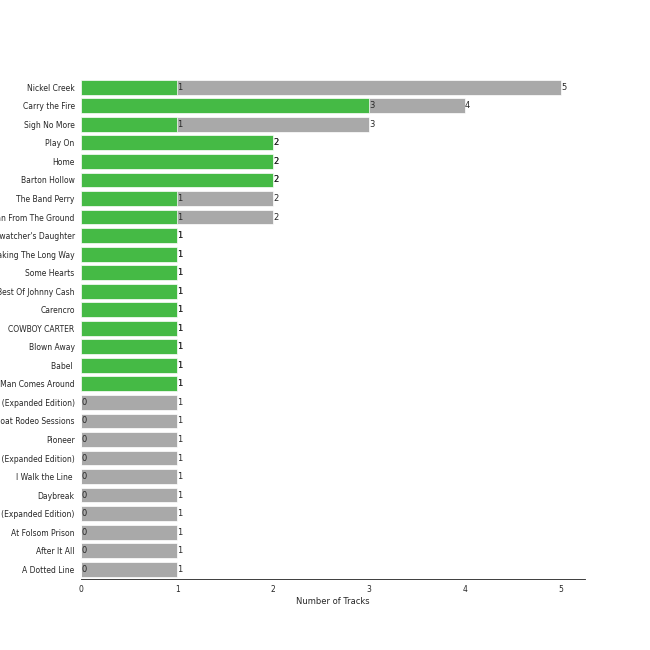 Nickel Creek 1 5
Carry the Fire 3 4
Sigh No More 1 3
Play On 2
Home 2
Barton Hollow 2
The Band Perry 1 2
an From The Ground 1 2
watcher's Daughter 1
aking The Long Way 1
Some Hearts 1
Best Of Johnny Cash 1
Carencro 1
COWBOY CARTER 1
Blown Away 1
Babel 1
Man Comes Around 1
(Expanded Edition) 0 1
oat Rodeo Sessions 0 1
Pioneer 0 1
(Expanded Edition) 0 1
I Walk the Line 0 1
Daybreak 0 1
(Expanded Edition) 0 1
At Folsom Prison 0 1
After It All 0 1
A Dotted Line 0 1
0 1 2 3 4 5
Number of Tracks